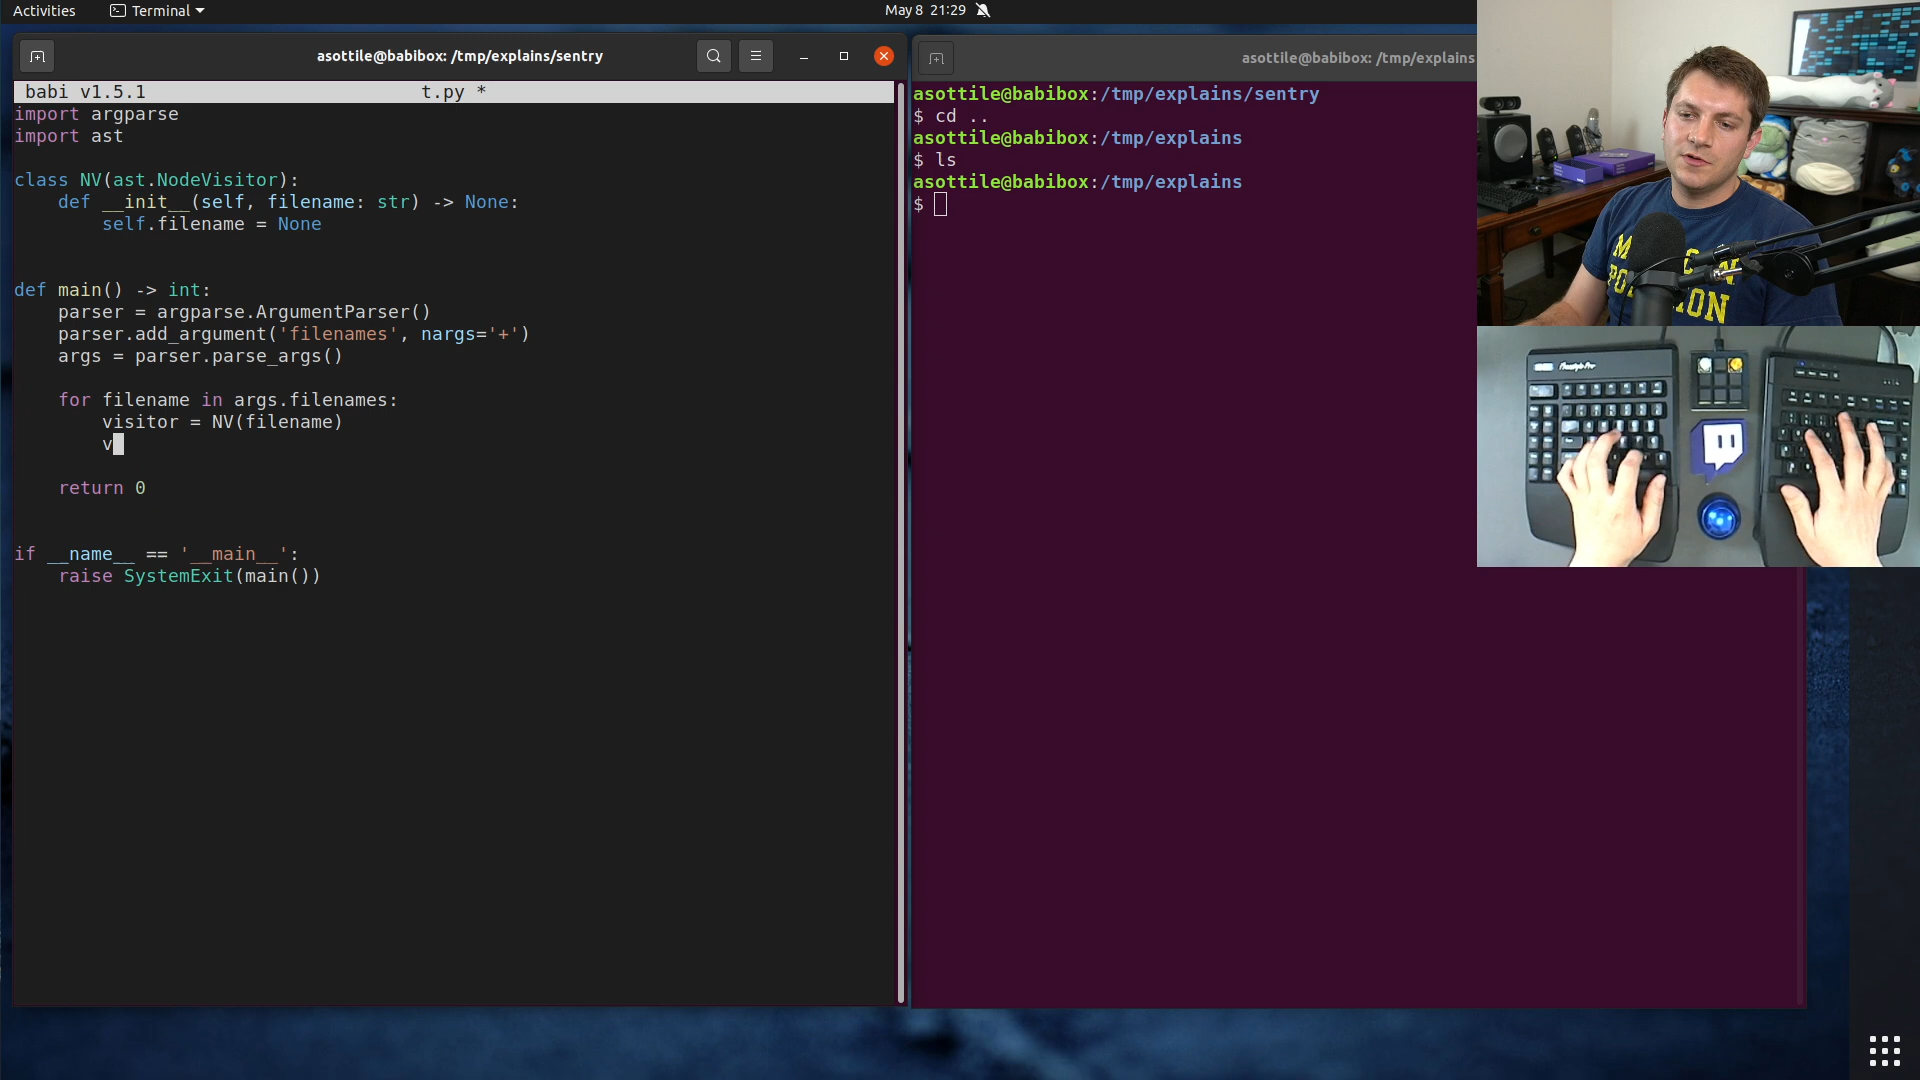 Activities
Terminal
May 8 21:29
asottile@babibox: /tmp/explains/sentry
babi v1.5.1 t.py *
import argparse
import ast
class NV(ast.NodeVisitor):
    def __init__(self, filename: str) -> None:
        self.filename = None
def main() -> int:
    parser = argparse.ArgumentParser()
    parser.add_argument('filenames', nargs='+')
    args = parser.parse_args()
    for filename in args.filenames:
        visitor = NV(filename)
        v
    return 0
if __name__ == '__main__':
    raise SystemExit(main())
asottile@babibox: /tmp/explains
asottile@babibox:/tmp/explains/sentry
$ cd ..
asottile@babibox:/tmp/explains
$ ls
asottile@babibox:/tmp/explains
$